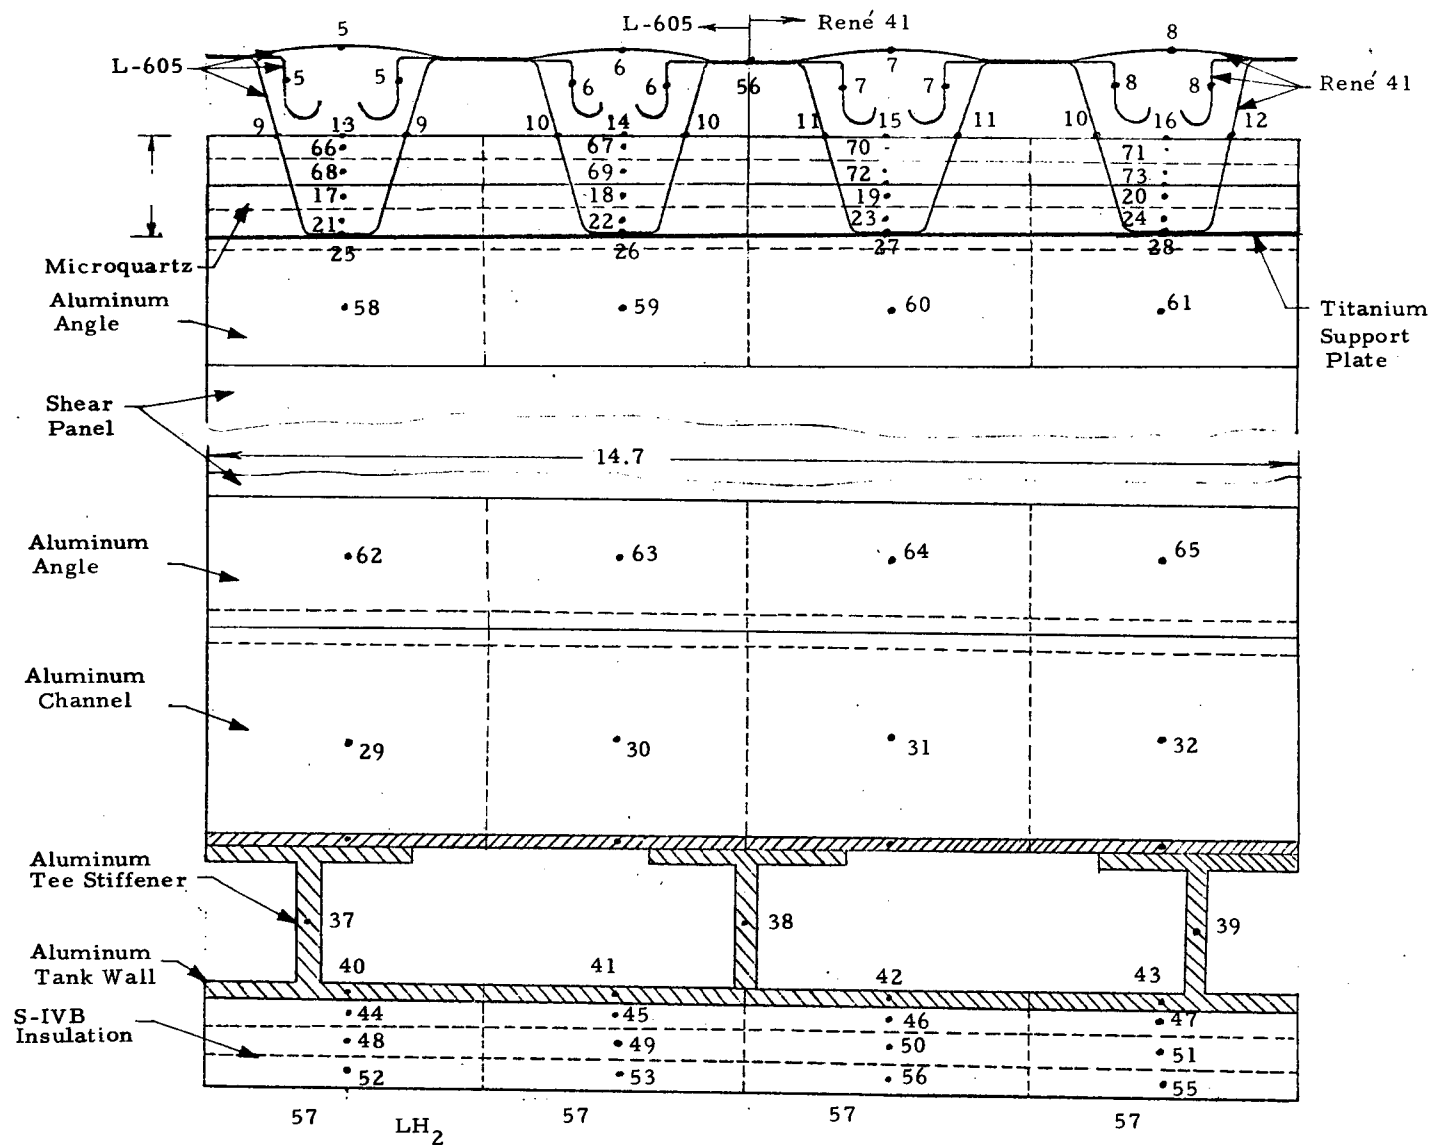 L-605 René 41
5 6 7 8
L-605 5 5 6 6 56 7 7 8 8 René 41
9 13 9 10 14 10 11 15 11 10 16 12
66 67 70 71
68 69 72 73
17 18 19 20
21 22 23 24
25 26 27 28
Microquartz
Aluminum
Angle
58 59 60 61
Titanium
Support
Plate
Shear
Panel
14.7
Aluminum
Angle
62 63 64 65
Aluminum
Channel
29 30 31 32
Aluminum
Tee Stiffener
37 38 39
Aluminum
Tank Wall
40 41 42 43
S-IVB
Insulation
44 45 46 47
48 49 50 51
52 53 56 55
57 57 57 57
LH2